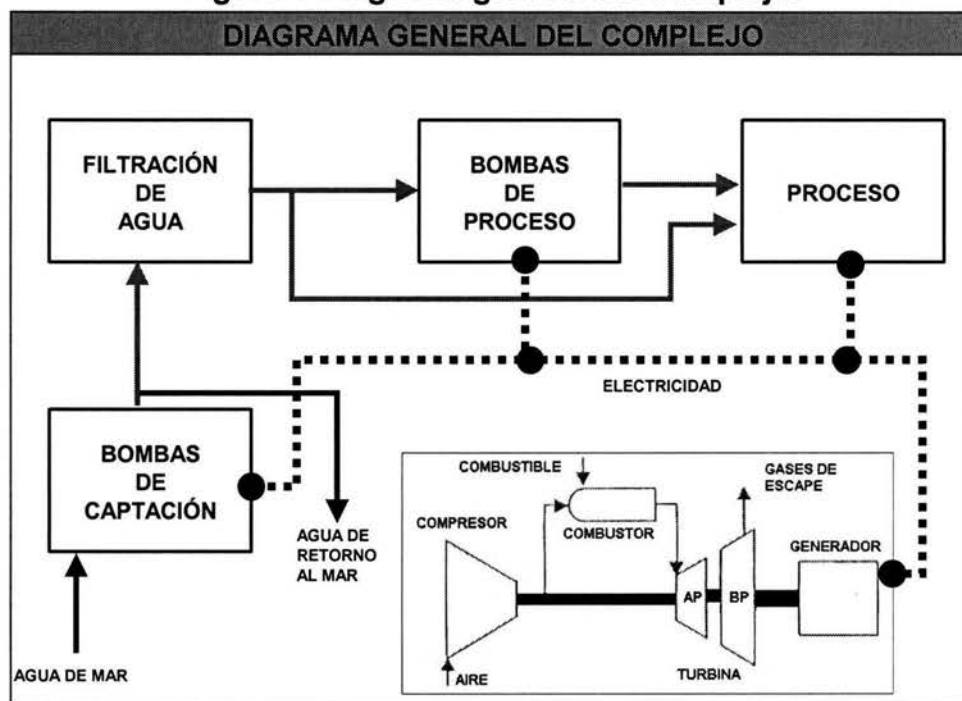 DIAGRAMA GENERAL DEL COMPLEJO
FILTRACIÓN
DE
AGUA
BOMBAS
DE
PROCESO
PROCESO
ELECTRICIDAD
BOMBAS
DE
CAPTACIÓN
AGUA DE
RETORNO
AL MAR
AGUA DE MAR
COMBUSTIBLE
GASES DE
ESCAPE
COMPRESOR
COMBUSTOR
GENERADOR
AP
BP
TURBINA
AIRE